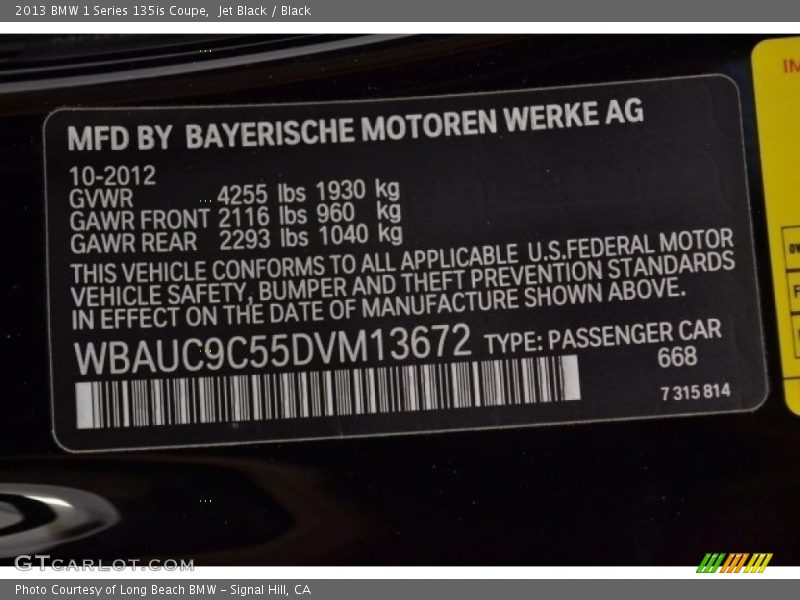 2013 BMW 1 Series 135is Coupe, Jet Black / Black
IM
MFD BY BAYERISCHE MOTOREN WERKE AG
10-2012
GVWR 4255 lbs 1930 kg
GAWR FRONT 2116 lbs 960 kg
GAWR REAR 2293 lbs 1040 kg
THIS VEHICLE CONFORMS TO ALL APPLICABLE U.S.FEDERAL MOTOR
VEHICLE SAFETY, BUMPER AND THEFT PREVENTION STANDARDS
IN EFFECT ON THE DATE OF MANUFACTURE SHOWN ABOVE.
WBAUC9C55DVM13672 TYPE: PASSENGER CAR
668
7 315 814
GTCARLOT.COM
Photo Courtesy of Long Beach BMW – Signal Hill, CA